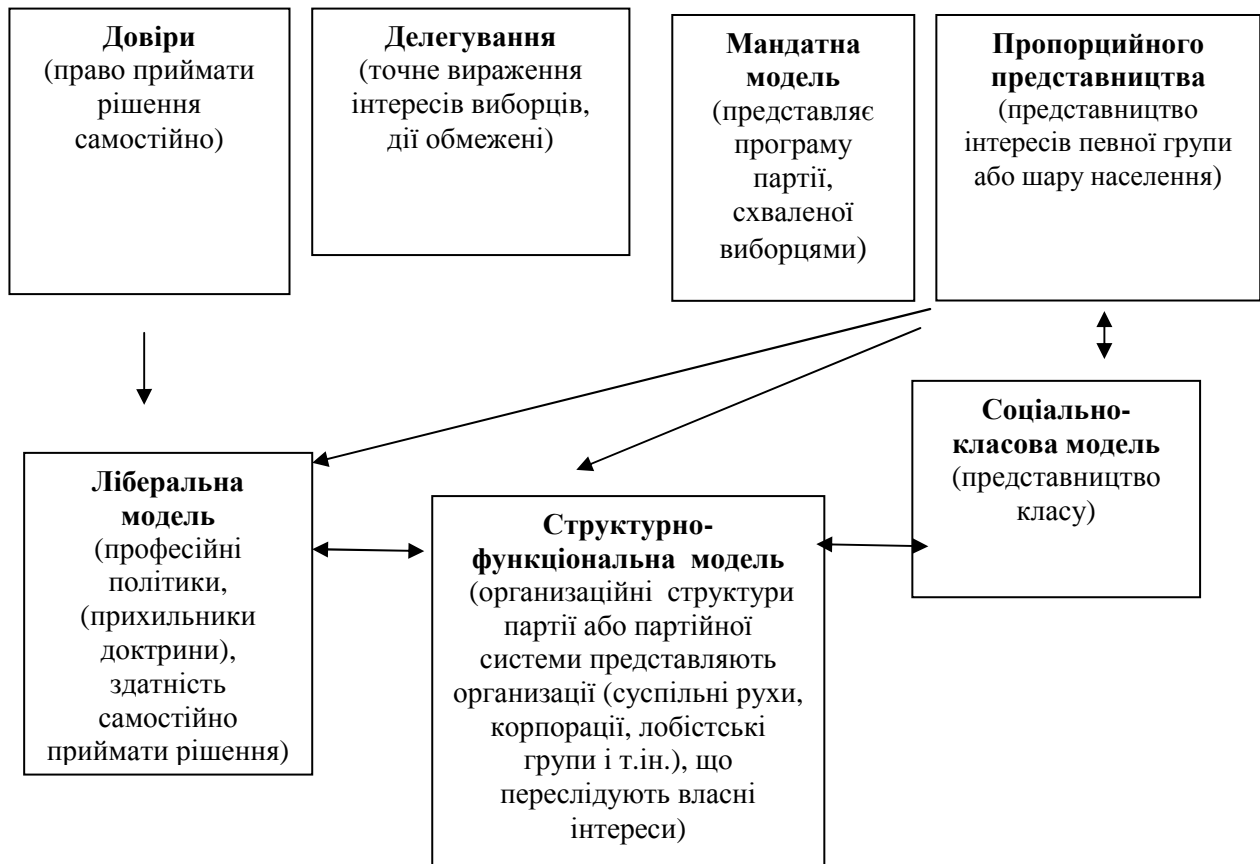 Довіри
(право приймати
рішення
самостійно)
Делегування
(точне вираження
інтересів виборців,
дії обмежені)
Мандатна
модель
(представляє
програму
партії,
схваленої
виборцями)
Пропорцийного
представництва
(представництво
інтересів певної групи
або шару населення)
Ліберальна
модель
(професійні
політики,
(прихильники
доктрини),
здатність
самостійно
приймати рішення)
Структурно-
функціональна модель
(организаційні структури
партії або партійної
системи представляють
організації (суспільні рухи,
корпорації, лобістські
групи і т.ін.), що
переслідують власні
інтереси)
Соціально-
класова модель
(представництво
класу)